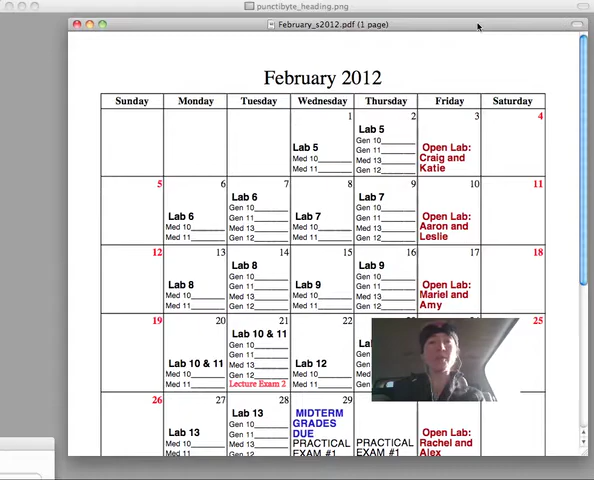 punctibyte_heading.png
February_s2012.pdf (1 page)
February 2012
Sunday Monday Tuesday Wednesday Thursday Friday Saturday
1 2 3 4
Lab 5
Med 10
Med 11
Lab 5
Gen 10
Gen 11
Med 13
Gen 12
Open Lab:
Craig and
Katie
5 6 7 8 9 10 11
Lab 6
Med 10
Med 11
Lab 6
Gen 10
Gen 11
Med 13
Gen 12
Lab 7
Med 10
Med 11
Lab 7
Gen 10
Gen 11
Med 13
Gen 12
Open Lab:
Aaron and
Leslie
12 13 14 15 16 17 18
Lab 8
Med 10
Med 11
Lab 8
Gen 10
Gen 11
Med 13
Gen 12
Lab 9
Med 10
Med 11
Lab 9
Gen 10
Gen 11
Med 13
Gen 12
Open Lab:
Mariel and
Amy
19 20 21 22 25
Lab 10 & 11
Med 10
Med 11
Lab 10 & 11
Gen 10
Gen 11
Med 13
Gen 12
Lecture Exam 2
Lab 12
Med 10
Med 11
26 27 28 29
Lab 13
Med 10
Med 11
Lab 13
Gen 10
Gen 11
Med 13
Gen 12
MIDTERM
GRADES
DUE
PRACTICAL
EXAM #1
PRACTICAL
EXAM #1
Open Lab:
Rachel and
Alex